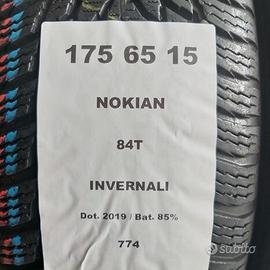 175 65 15
NOKIAN
84T
INVERNALI
Dot. 2019 / Bat. 85%
774
subito